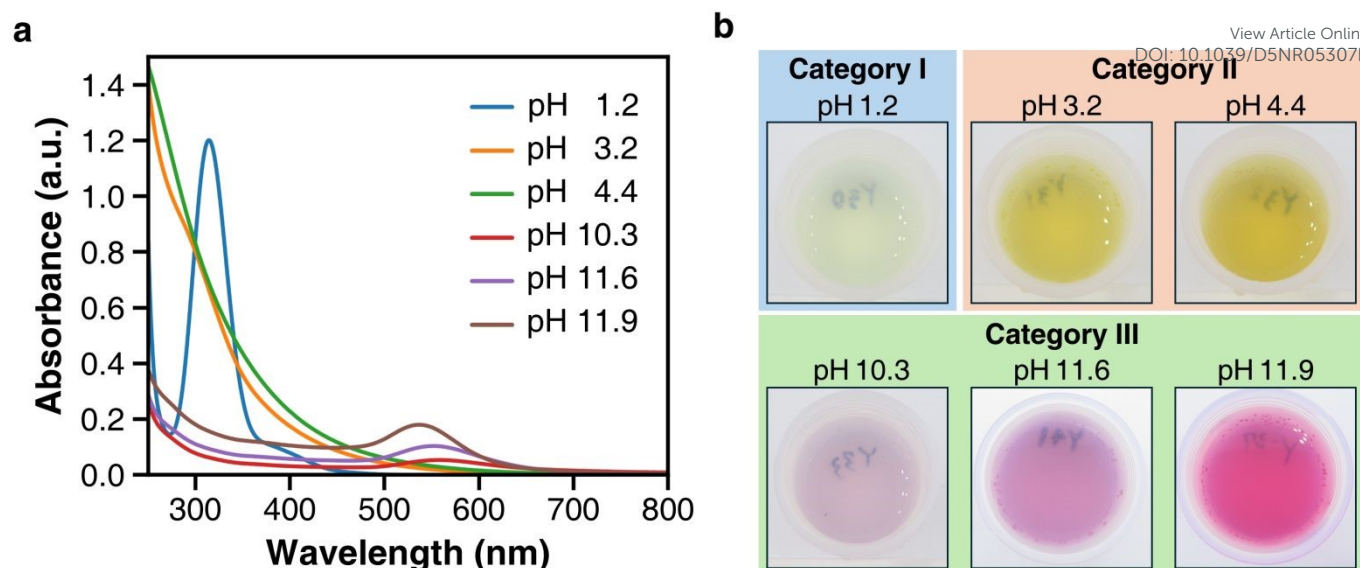 a
Absorbance (a.u.)
1.4
1.2
1.0
0.8
0.6
0.4
0.2
0.0
300 400 500 600 700 800
Wavelength (nm)
pH 1.2
pH 3.2
pH 4.4
pH 10.3
pH 11.6
pH 11.9
b
View Article Onlin
DOI: 10.1039/D5NR05307
Category I
pH 1.2
Category II
pH 3.2 pH 4.4
Category III
pH 10.3 pH 11.6 pH 11.9